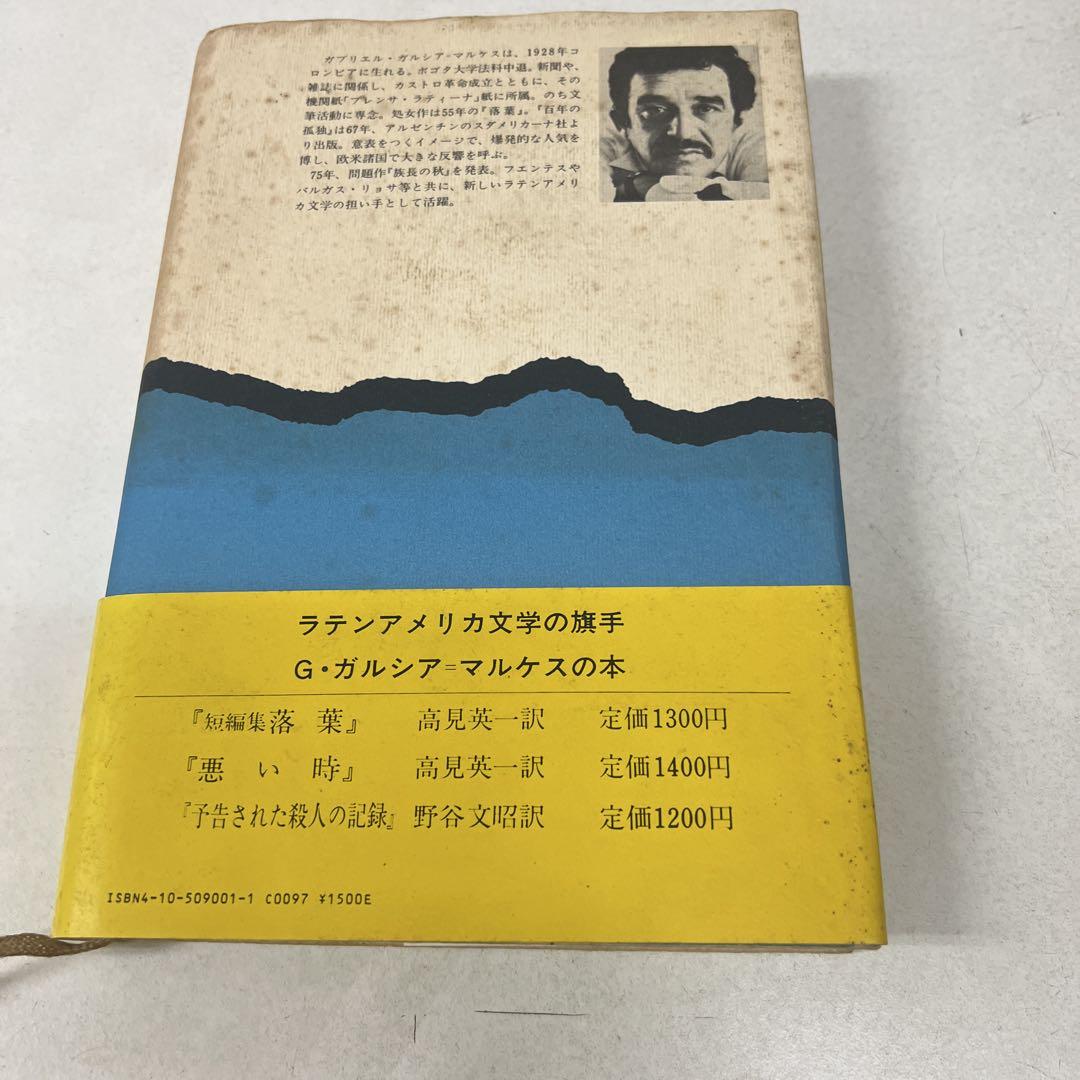 ガブリエル・ガルシア=マルケスは、1928年コ
ロンビアに生れる。ボゴタ大学法科中退。新聞や、
雑誌に関係し、カストロ革命成立とともに、その
機関紙「プレンサ・ラティーナ」紙に所属。のち文
筆活動に専念。処女作は55年の『落葉』。『百年の
孤独』は67年、アルゼンチンのスダメリカーナ社よ
り出版。意表をつくイメージで、爆発的な人気を
博し、欧米諸国で大きな反響を呼ぶ。
75年、問題作『族長の秋』を発表。フエンテスや
バルガス・リョサ等と共に、新しいラテンアメリ
カ文学の担い手として活躍。
ラテンアメリカ文学の旗手
G・ガルシア=マルケスの本
『短編集落葉』 高見英一訳 定価1300円
『悪い時』 高見英一訳 定価1400円
『予告された殺人の記録』 野谷文昭訳 定価1200円
ISBN4-10-509001-1 C0097 ¥1500E